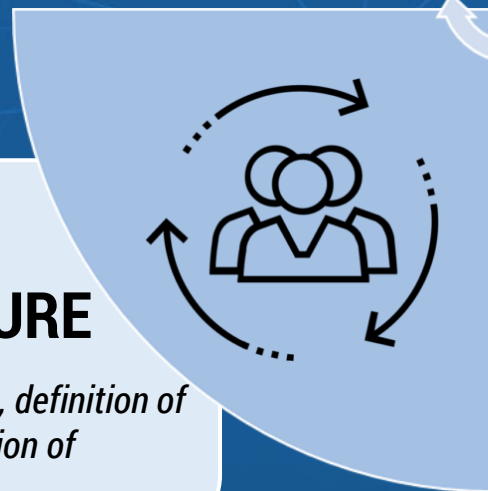 URE
, definition of
ion of